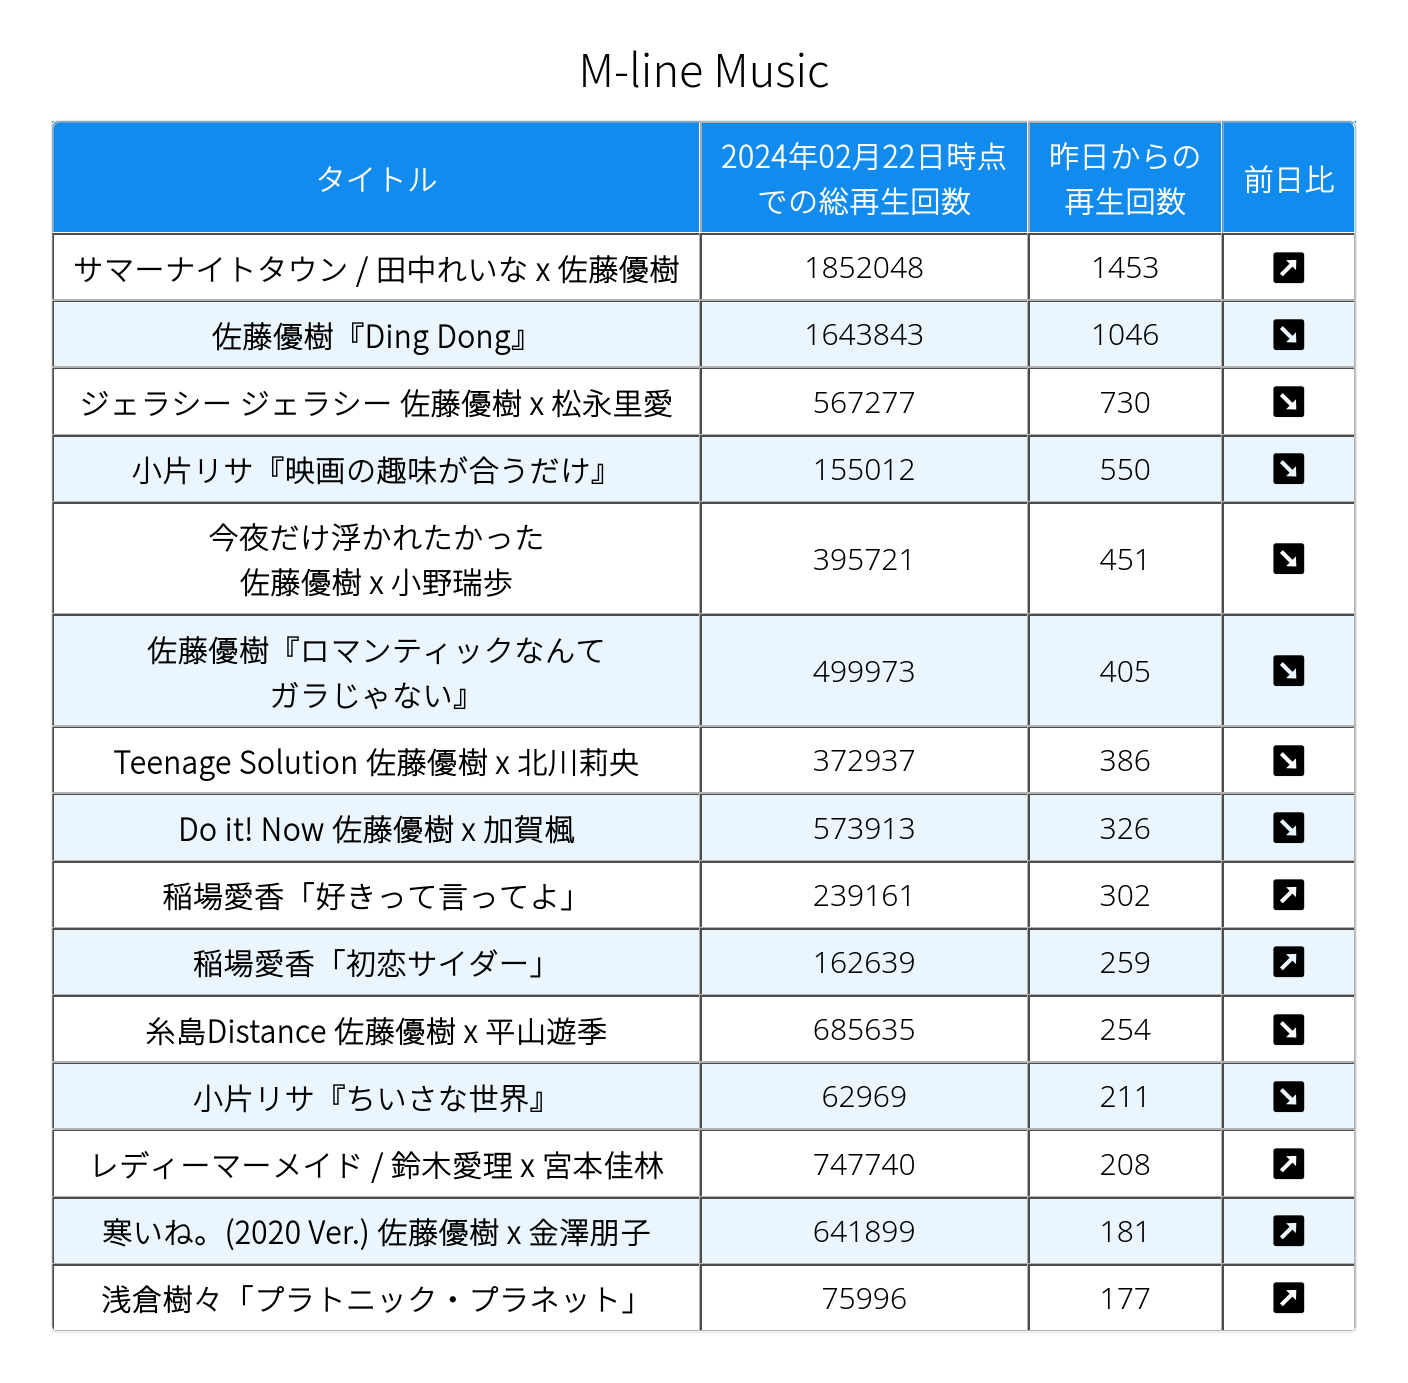 M-line Music
タイトル
2024年02月22日時点
での総再生回数
昨日からの
再生回数
前日比
サマーナイトタウン / 田中れいな x 佐藤優樹
1852048
1453
佐藤優樹『Ding Dong』
1643843
1046
ジェラシー ジェラシー 佐藤優樹 x 松永里愛
567277
730
小片リサ『映画の趣味が合うだけ』
155012
550
今夜だけ浮かれたかった
佐藤優樹 x 小野瑞歩
395721
451
佐藤優樹『ロマンティックなんて
ガラじゃない』
499973
405
Teenage Solution 佐藤優樹 x 北川莉央
372937
386
Do it! Now 佐藤優樹 x 加賀楓
573913
326
稲場愛香「好きって言ってよ」
239161
302
稲場愛香「初恋サイダー」
162639
259
糸島Distance 佐藤優樹 x 平山遊季
685635
254
小片リサ『ちいさな世界』
62969
211
レディーマーメイド / 鈴木愛理 x 宮本佳林
747740
208
寒いね。(2020 Ver.) 佐藤優樹 x 金澤朋子
641899
181
浅倉樹々「プラトニック・プラネット」
75996
177